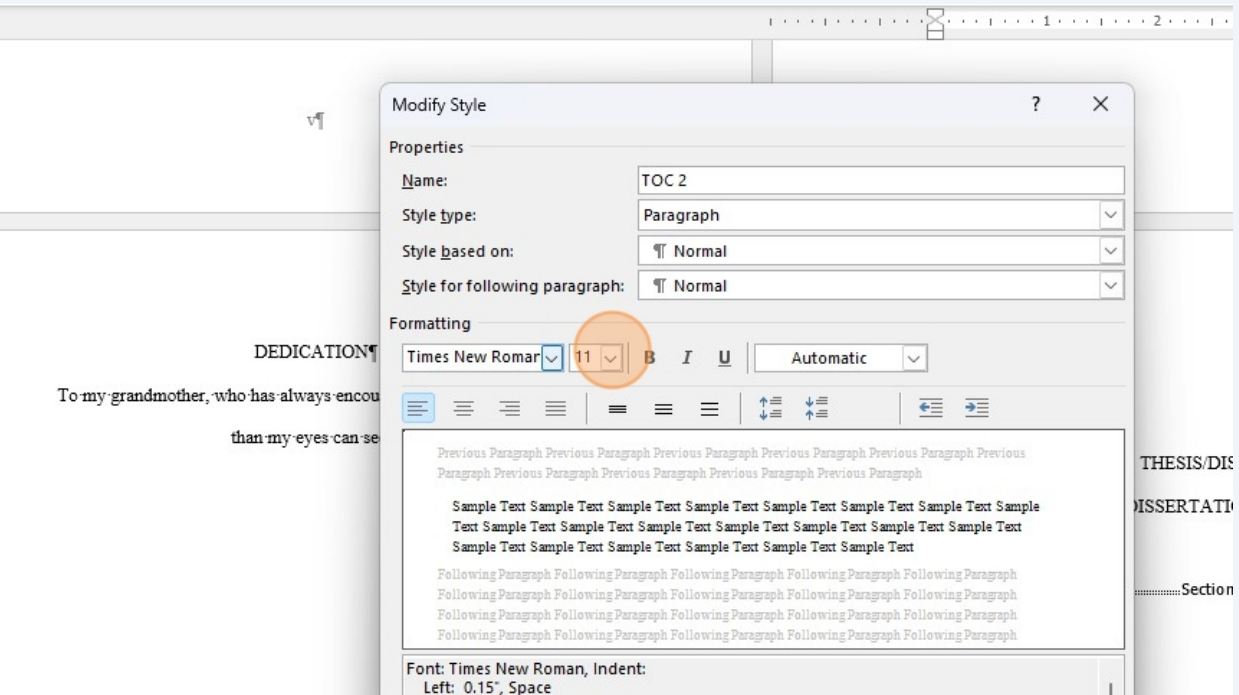 1 2
v¶
Modify Style ?
Properties
Name: TOC 2
Style type: Paragraph
Style based on: ¶ Normal
Style for following paragraph: ¶ Normal
Formatting
Times New Roman 11 B I U Automatic
DEDICATION¶
To·my·grandmother,·who·has·always·encou
than·my·eyes·can·se
Previous Paragraph Previous Paragraph Previous Paragraph Previous Paragraph Previous Paragraph Previous
Paragraph Previous Paragraph Previous Paragraph Previous Paragraph Previous Paragraph
Sample Text Sample Text Sample Text Sample Text Sample Text Sample Text Sample Text Sample
Text Sample Text Sample Text Sample Text Sample Text Sample Text Sample Text Sample Text
Sample Text Sample Text Sample Text Sample Text Sample Text Sample Text
Following Paragraph Following Paragraph Following Paragraph Following Paragraph Following Paragraph
Following Paragraph Following Paragraph Following Paragraph Following Paragraph Following Paragraph
Following Paragraph Following Paragraph Following Paragraph Following Paragraph Following Paragraph
Following Paragraph Following Paragraph Following Paragraph Following Paragraph Following Paragraph
Font: Times New Roman, Indent:
Left: 0.15", Space
THESIS/DIS
DISSERTATI
Section